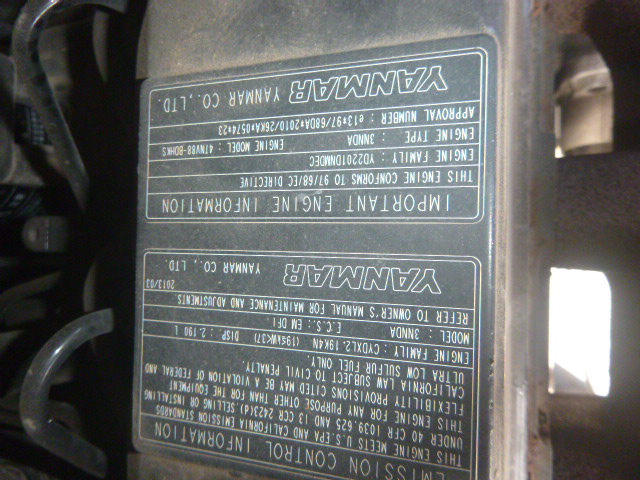 EMISSION CONTROL INFORMATION
THIS ENGINE MEETS U.S.EPA AND CALIFORNIA EMISSION STANDARDS
UNDER 40 CFR 1039.625 AND 13 CCR 2423(d). SELLING OR INSTALLING
THIS ENGINE FOR ANY PURPOSE OTHER THAN FOR THE EQUIPMENT
FLEXIBILITY PROVISIONS CITED MAY BE A VIOLATION OF FEDERAL AND
CALIFORNIA LAW SUBJECT TO CIVIL PENALTY.
ULTRA LOW SULFUR FUEL ONLY.
ENGINE FAMILY : CYDXL2.19K4N (19≤kW<37)
MODEL: 3NNDA DISP : 2.190 L
E.C.S.: EM DFI
REFER TO OWNER'S MANUAL FOR MAINTENANCE AND ADJUSTMENTS.
2013/03
YANMAR YANMAR CO., LTD.
IMPORTANT ENGINE INFORMATION
THIS ENGINE CONFORMS TO 97/68/EC DIRECTIVE
ENGINE FAMILY : YD2201DNNDEC
ENGINE TYPE : 3NNDA ENGINE MODEL : 4TNV88-BDHKS
APPROVAL NUMBER : e13*97/68DA*2010/26KA*0574*23
YANMAR YANMAR CO., LTD.